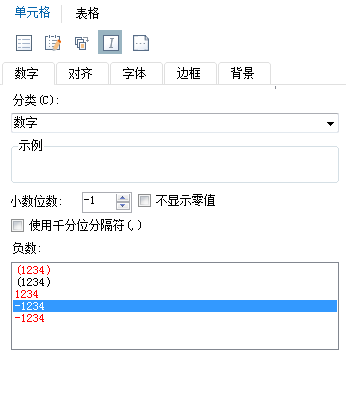 单元格 表格
数字 对齐 字体 边框 背景
分类(C):
数字
示例
小数位数: -1 不显示零值
使用千分位分隔符(,)
负数:
(1234)
(1234)
1234
-1234
-1234